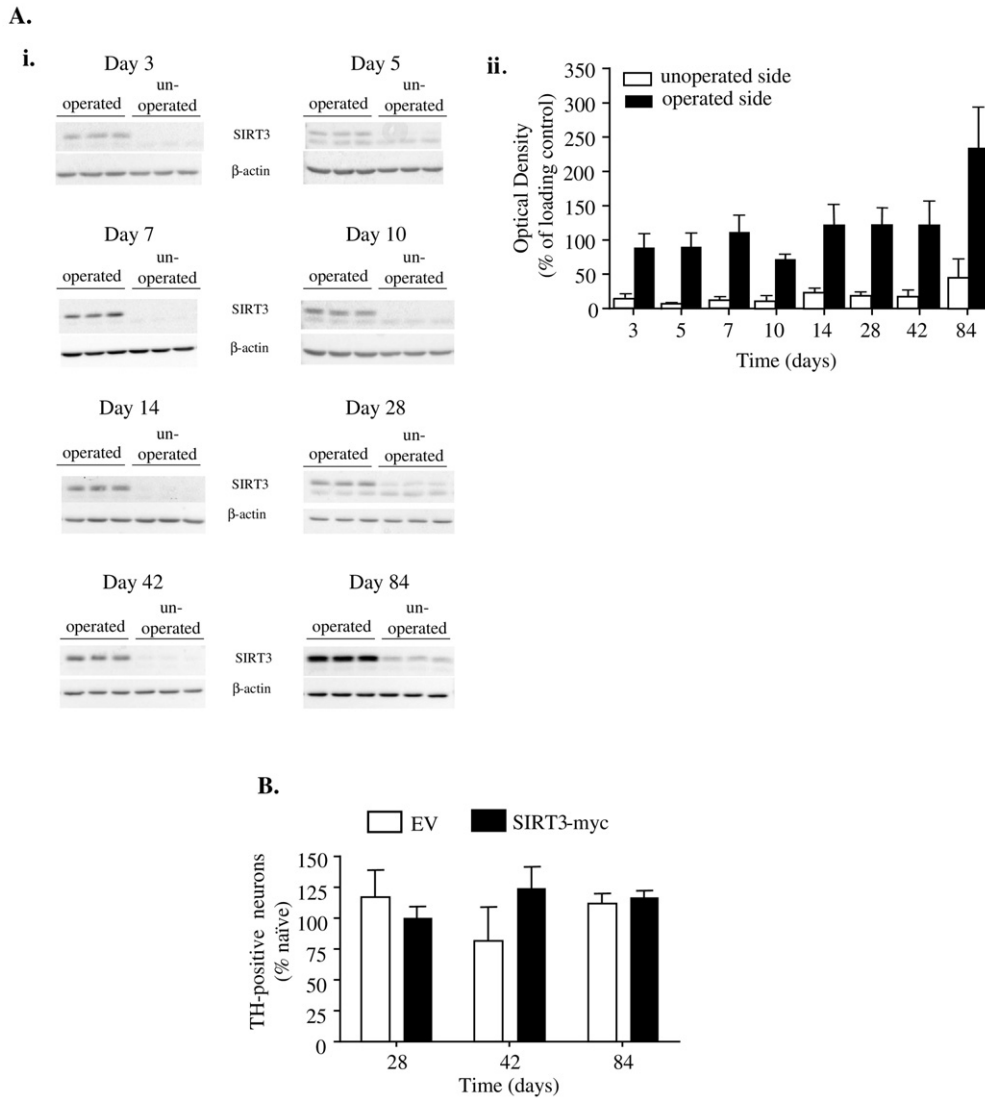 A.
i.
Day 3
Day 5
operated
un-
operated
operated
un-
operated
SIRT3
β-actin
Day 7
Day 10
operated
un-
operated
operated
un-
operated
SIRT3
β-actin
Day 14
Day 28
operated
un-
operated
operated
un-
operated
SIRT3
β-actin
Day 42
Day 84
operated
un-
operated
operated
un-
operated
SIRT3
β-actin
ii.
unoperated side
operated side
Optical Density
(% of loading control)
350
300
250
200
150
100
50
0
3 5 7 10 14 28 42 84
Time (days)
B.
EV SIRT3-myc
TH-positive neurons
(% naïve)
150
125
100
75
50
25
0
28 42 84
Time (days)